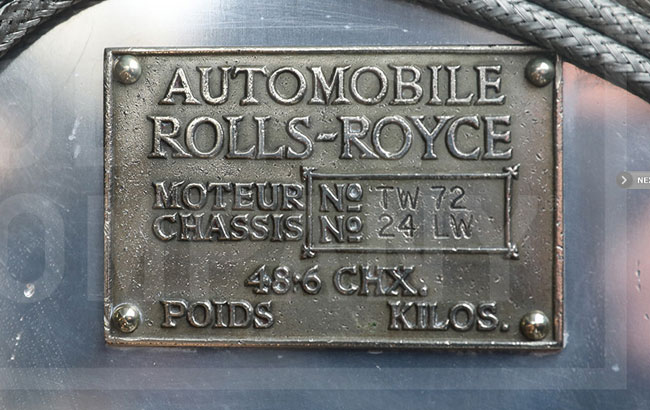 AUTOMOBILE
ROLLS-ROYCE
MOTEUR Nº TW 72
CHASSIS Nº 24 LW
48·6 CHX.
POIDS KILOS.